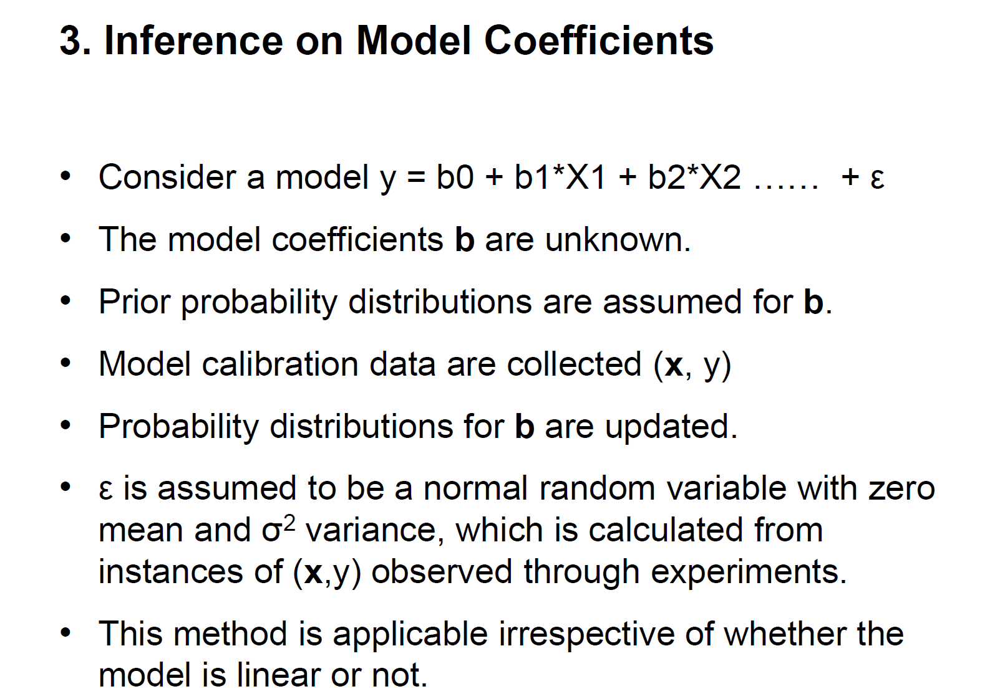 3. Inference on Model Coefficients
• Consider a model y = b0 + b1*X1 + b2*X2 ...... + ε
• The model coefficients b are unknown.
• Prior probability distributions are assumed for b.
• Model calibration data are collected (x, y)
• Probability distributions for b are updated.
• ε is assumed to be a normal random variable with zero
mean and σ² variance, which is calculated from
instances of (x,y) observed through experiments.
• This method is applicable irrespective of whether the
model is linear or not.